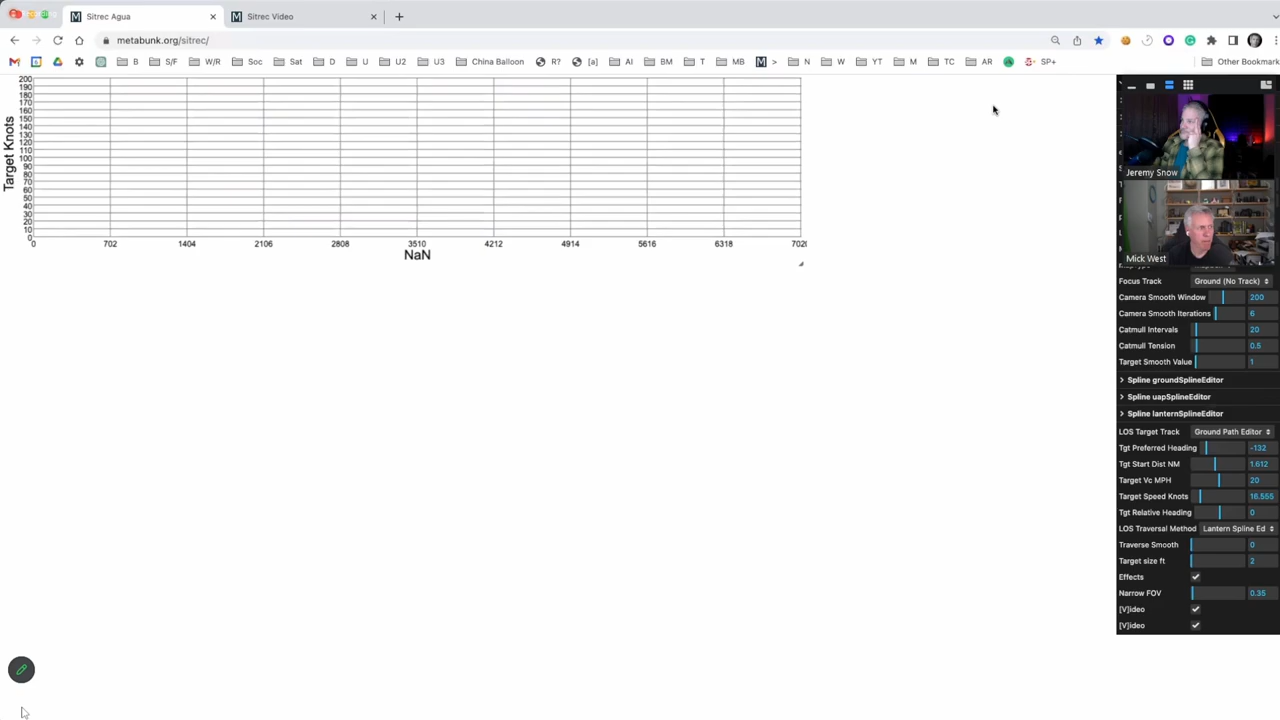 Sitrec Agua
Sitrec Video
metabunk.org/sitrec/
B S/F W/R Soc Sat D U U2 U3 China Balloon R? [a] AI BM T MB > N W YT M TC AR SP+ Other Bookmark
200
190
180
170
160
150
140
130
120
110
100
90
80
70
60
50
40
30
20
10
0
Target Knots
0 702 1404 2106 2808 3510 4212 4914 5616 6318 7020
NaN
Jeremy Snow
Mick West
Focus Track Ground (No Track)
Camera Smooth Window 200
Camera Smooth Iterations 6
Catmull Intervals 20
Catmull Tension 0.5
Target Smooth Value 1
Spline groundSplineEditor
Spline uapSplineEditor
Spline lanternSplineEditor
LOS Target Track Ground Path Editor
Tgt Preferred Heading -132
Tgt Start Dist NM 1.612
Target Vc MPH 20
Target Speed Knots 16.555
Tgt Relative Heading 0
LOS Traversal Method Lantern Spline Ed
Traverse Smooth 0
Target size ft 2
Effects
Narrow FOV 0.35
[V]ideo
[V]ideo